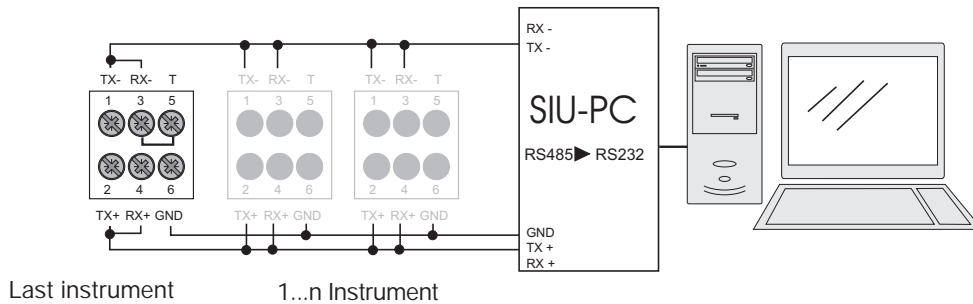 RX -
TX -
TX- RX- T
TX- RX- T
TX- RX- T
1 3 5
1 3 5
1 3 5
SIU-PC
RS485▶ RS232
2 4 6
2 4 6
2 4 6
TX+ RX+ GND
TX+ RX+ GND
TX+ RX+ GND
GND
TX +
RX +
Last instrument
1...n Instrument